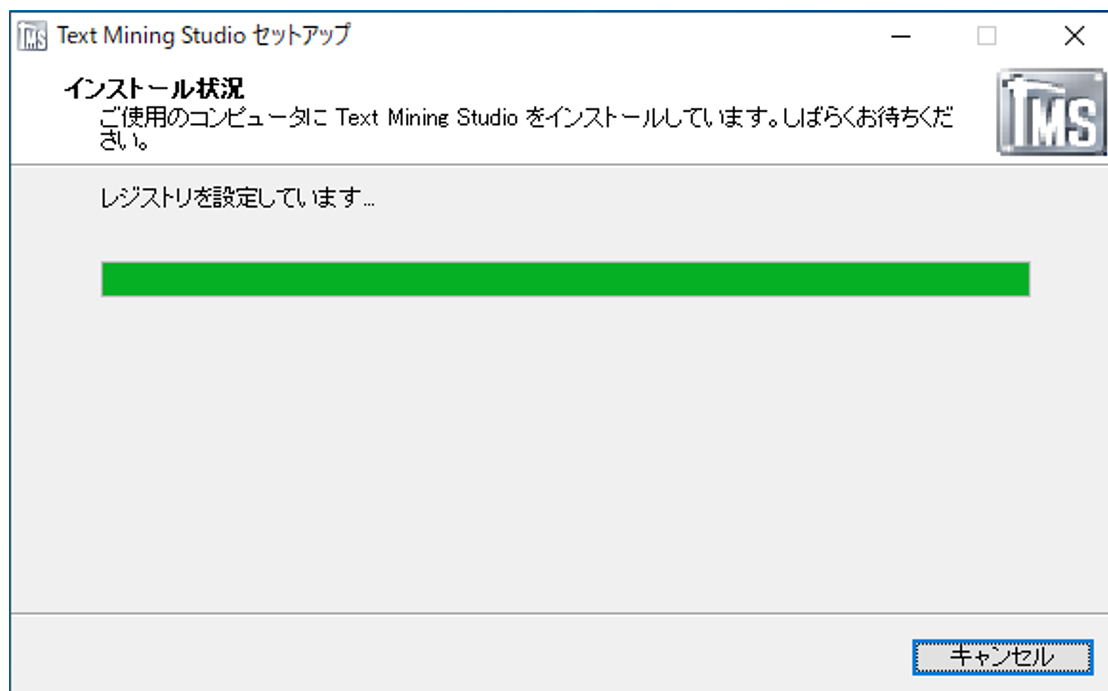 TMS Text Mining Studio セットアップ
インストール状況
ご使用のコンピュータに Text Mining Studio をインストールしています。しばらくお待ちくだ
さい。
TMS
レジストリを設定しています...
キャンセル